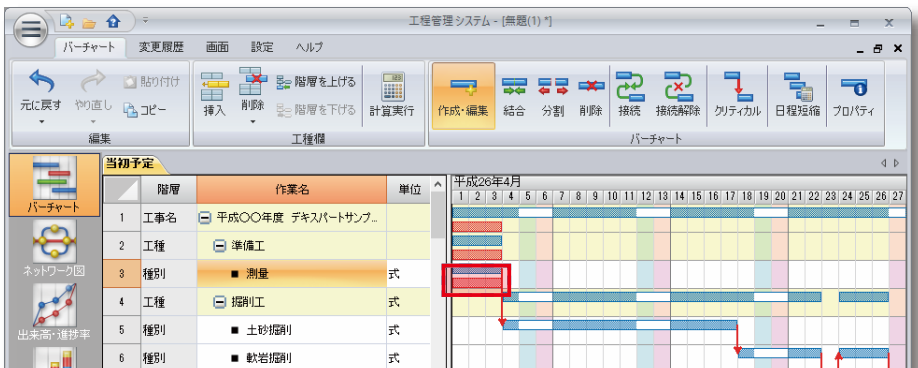 工程管理システム - [無題(1) *]
バーチャート 変更履歴 画面 設定 ヘルプ
元に戻す やり直し 貼り付け コピー 挿入 削除 階層を上げる 階層を下げる 計算実行 作成・編集 結合 分割 削除 接続 接続解除 クリティカル 日程短縮 プロパティ
編集 工種欄 バーチャート
バーチャート
ネットワーク図
出来高・進捗率
当初予定
階層 作業名 単位 平成26年4月
1 2 3 4 5 6 7 8 9 10 11 12 13 14 15 16 17 18 19 20 21 22 23 24 25 26 27
1 工事名 平成〇〇年度 デキスパートサンプ...
2 工種 準備工
3 種別 ■ 測量 式
4 工種 掘削工 式
5 種別 ■ 土砂掘削 式
6 種別 ■ 軟岩掘削 式